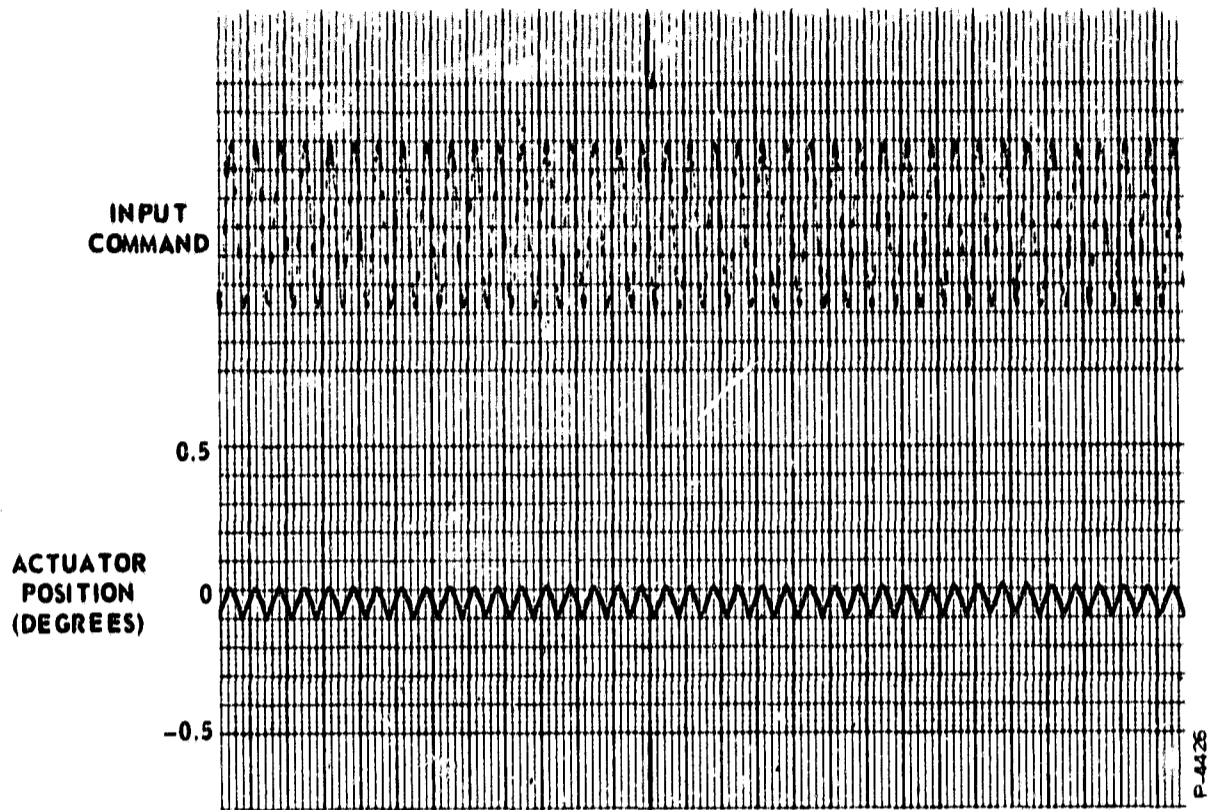 INPUT
COMMAND
0.5
ACTUATOR
POSITION
(DEGREES)
0
-0.5
P-4426